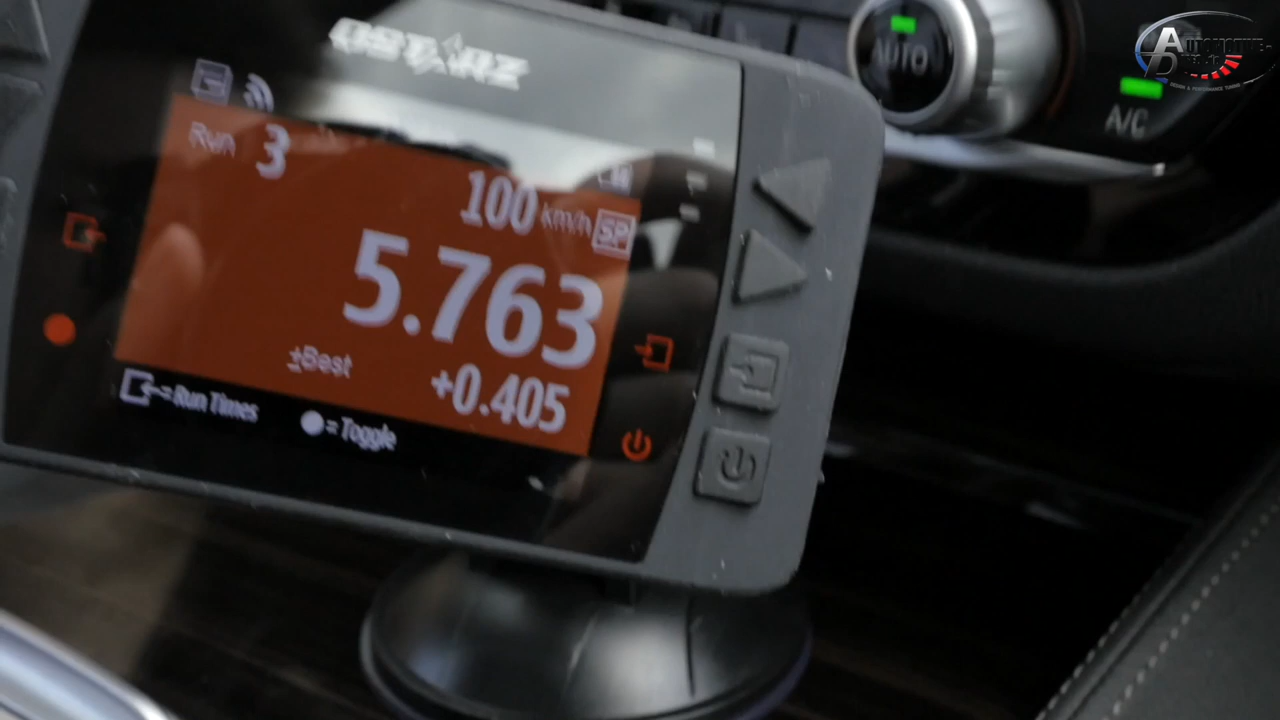 QSTARZ
AUTO
A/C
Run 3
100 km/h SP
5.763
±Best +0.405
=Run Times
= Toggle